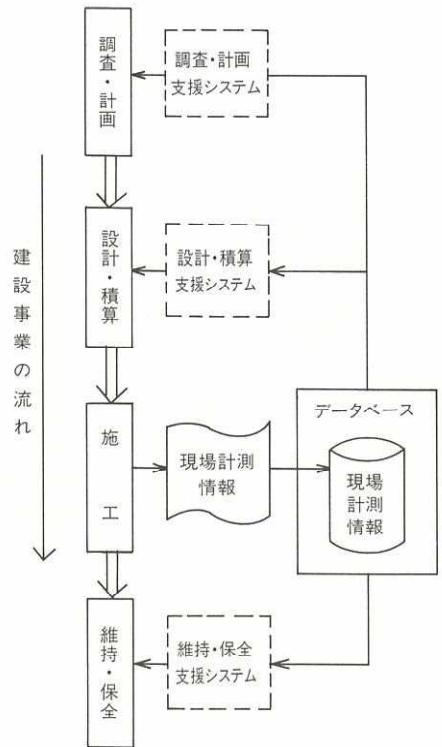 調査・計画
調査・計画
支援システム
建設事業の流れ
設計・積算
設計・積算
支援システム
データベース
施工
現場計測
情報
現場
計測
情報
維持・保全
維持・保全
支援システム